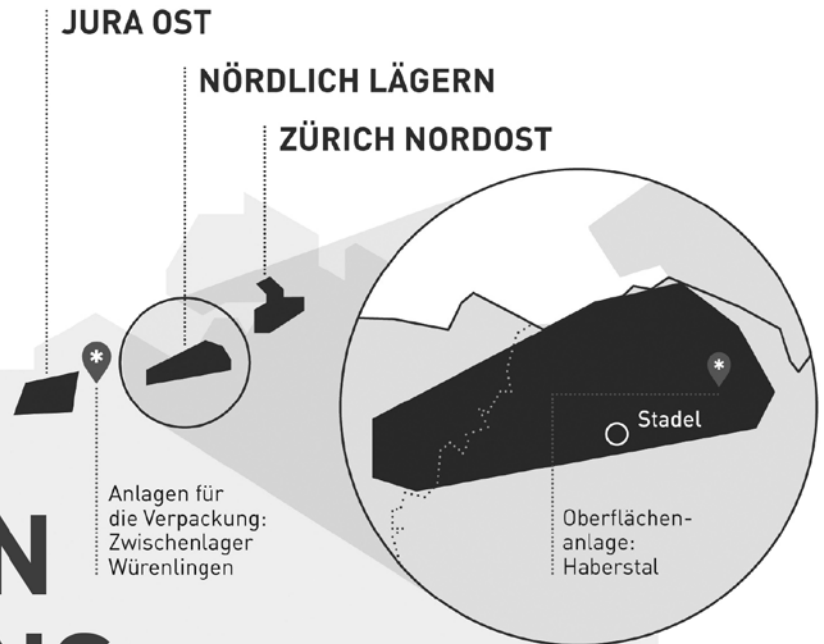 JURA OST
NÖRDLICH LÄGERN
ZÜRICH NORDOST
*
*
Stadel
Anlagen für
die Verpackung:
Zwischenlager
Würenlingen
Oberflächen-
anlage:
Haberstal
N